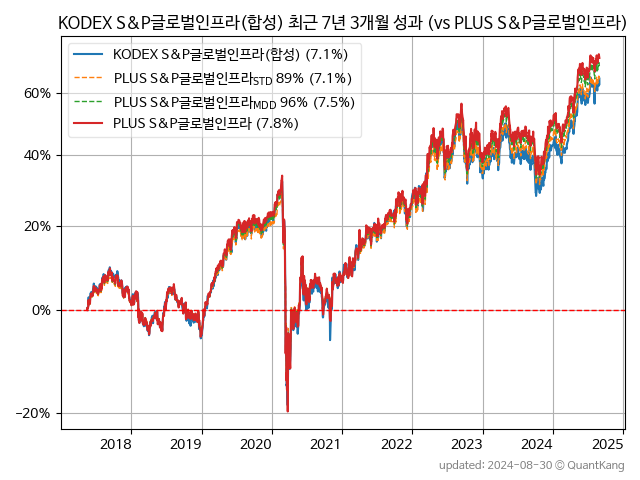 KODEX S&P글로벌인프라(합성) 최근 7년 3개월 성과 (vs PLUS S&P글로벌인프라)
KODEX S&P글로벌인프라(합성) (7.1%)
PLUS S&P글로벌인프라STD 89% (7.1%)
PLUS S&P글로벌인프라MDD 96% (7.5%)
PLUS S&P글로벌인프라 (7.8%)
60%
40%
20%
0%
−20%
2018 2019 2020 2021 2022 2023 2024 2025
updated: 2024-08-30 © QuantKang